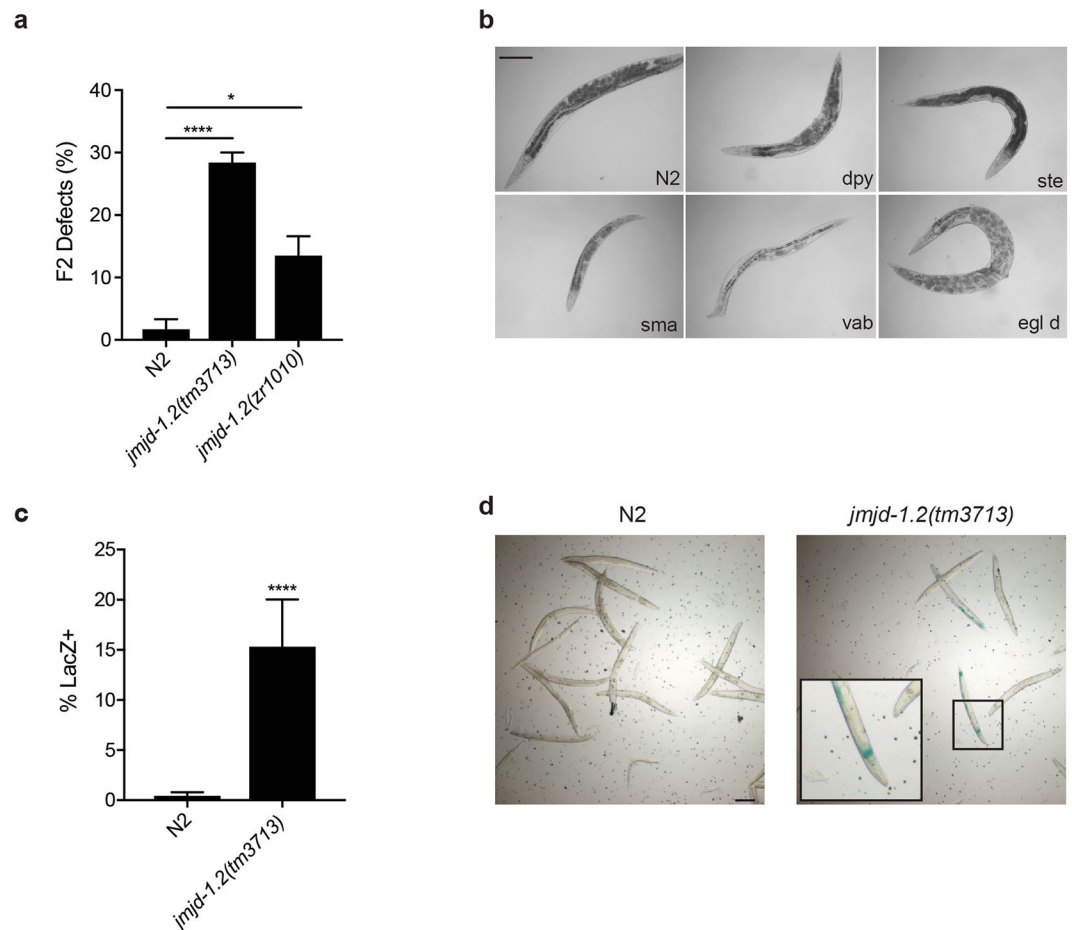 a
F2 Defects (%)
40
30
20
10
0
*
****
N2
jmjd-1.2(tm3713)
jmjd-1.2(zr1010)
b
N2
dpy
ste
sma
vab
egl d
c
% LacZ+
25
20
15
10
5
0
****
N2
jmjd-1.2(tm3713)
d
N2
jmjd-1.2(tm3713)